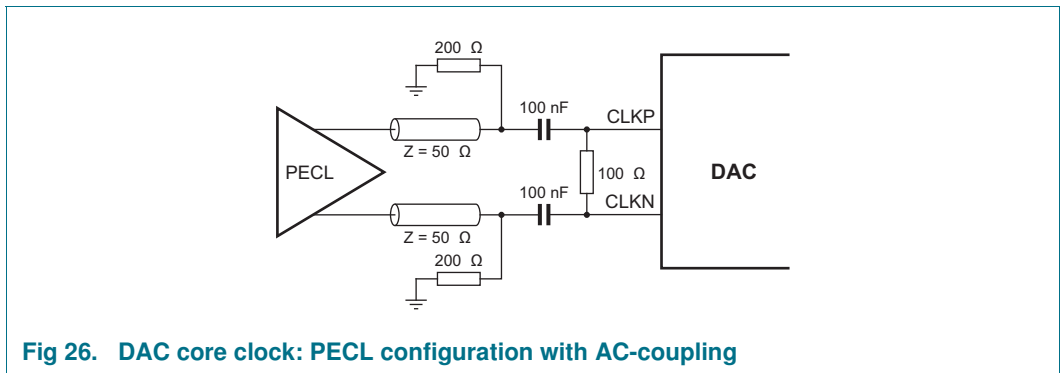 200 Ω
100 nF
CLKP
Z = 50 Ω
PECL
100 Ω
DAC
100 nF
CLKN
Z = 50 Ω
200 Ω
Fig 26. DAC core clock: PECL configuration with AC-coupling